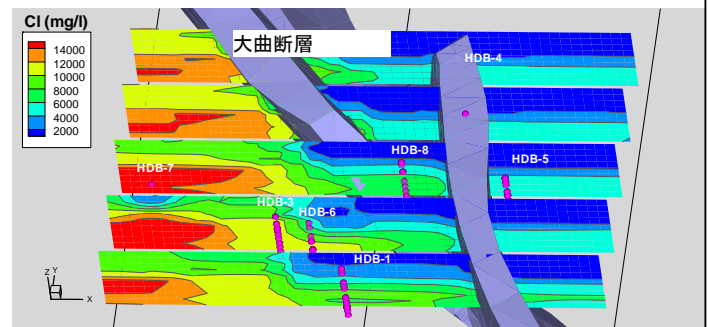 Cl (mg/l)
14000
12000
10000
8000
6000
4000
2000
大曲断層
HDB-4
HDB-8
HDB-5
HDB-7
HDB-3
HDB-6
HDB-1
Z Y
X